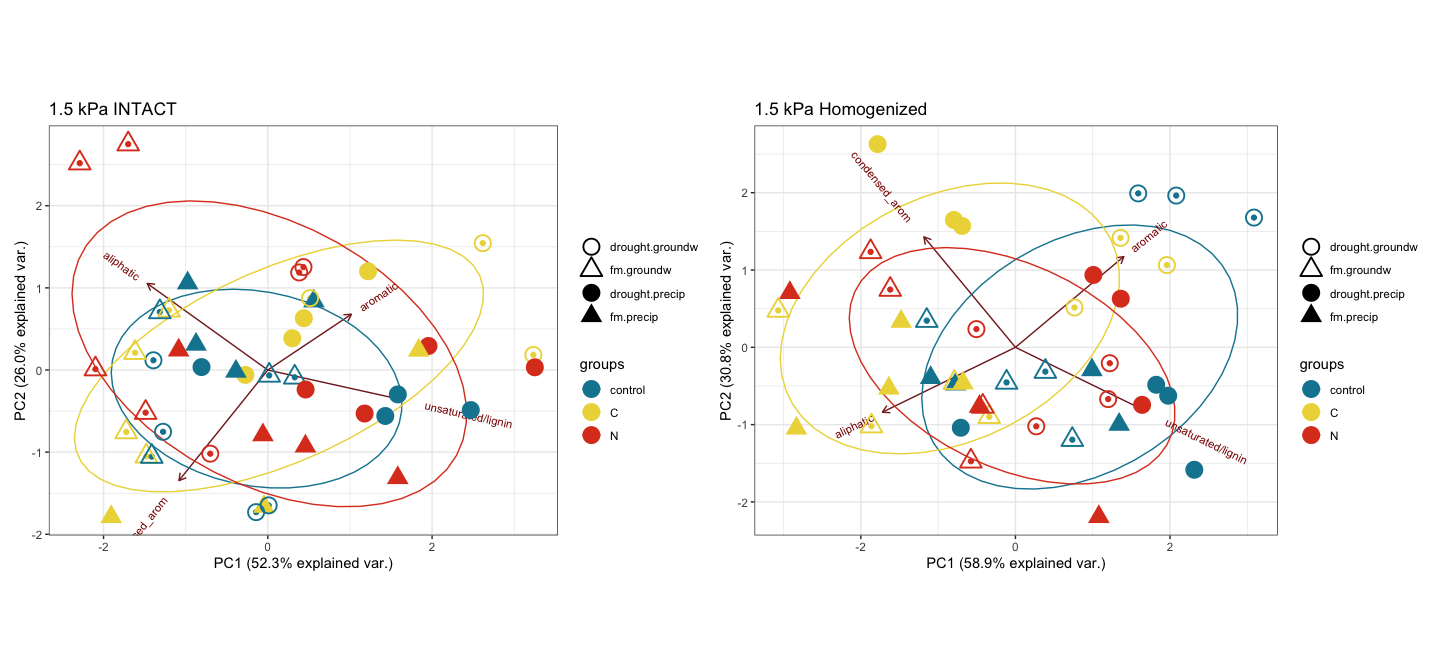 1.5 kPa INTACT
PC2 (26.0% explained var.)
2
1
0
-1
-2
aliphatic
aromatic
unsaturated/lignin
sed_arom
-2
0
2
PC1 (52.3% explained var.)
drought.groundw
fm.groundw
drought.precip
fm.precip
groups
control
C
N
1.5 kPa Homogenized
PC2 (30.8% explained var.)
2
1
0
-1
-2
condensed_arom
aromatic
aliphatic
unsaturated/lignin
-2
0
2
PC1 (58.9% explained var.)
drought.groundw
fm.groundw
drought.precip
fm.precip
groups
control
C
N